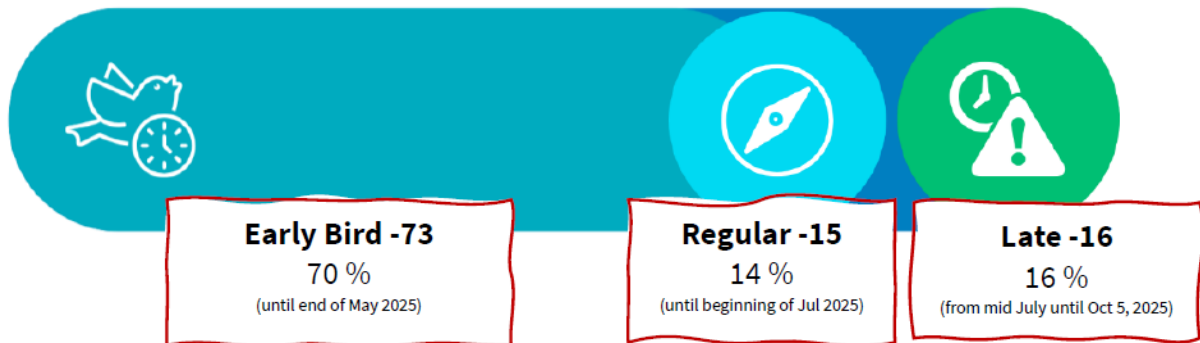 Early Bird -73
70 %
(until end of May 2025)
Regular -15
14 %
(until beginning of Jul 2025)
Late -16
16 %
(from mid July until Oct 5, 2025)